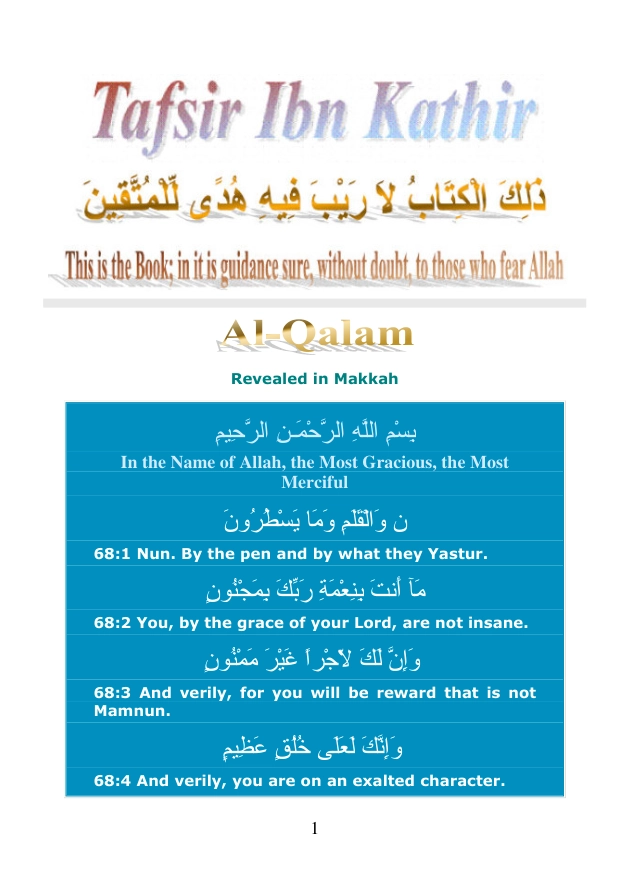 Tafsir Ibn Kathir
ذَلِكَ الْكِتَابُ لاَ رَيْبَ فِيهِ هُدًى لِّلْمُتَّقِينَ
This is the Book; in it is guidance sure, without doubt, to those who fear Allah
Al-Qalam
Revealed in Makkah
بِسْمِ اللَّهِ الرَّحْمَـنِ الرَّحِيمِ
In the Name of Allah, the Most Gracious, the Most
Merciful
ن وَالْقَلَمِ وَمَا يَسْطُرُونَ
68:1 Nun. By the pen and by what they Yastur.
مَآ أَنتَ بِنِعْمَةِ رَبِّكَ بِمَجْنُونٍ
68:2 You, by the grace of your Lord, are not insane.
وَإِنَّ لَكَ لأَجْراً غَيْرَ مَمْنُونٍ
68:3 And verily, for you will be reward that is not
Mamnun.
وَإِنَّكَ لَعَلَى خُلُقٍ عَظِيمٍ
68:4 And verily, you are on an exalted character.
1